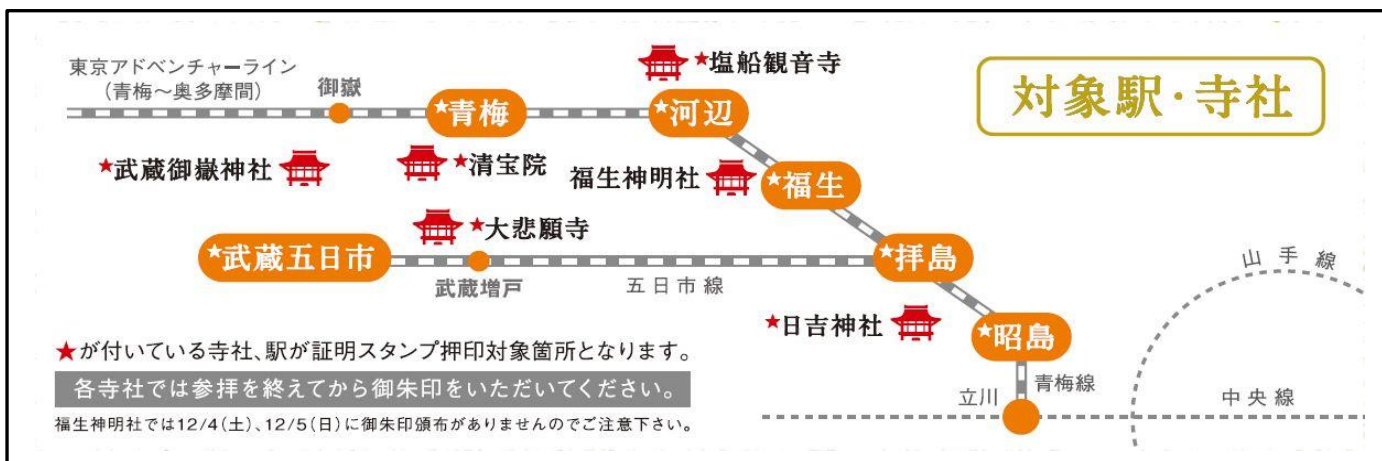 対象駅・寺社
東京アドベンチャーライン
（青梅〜奥多摩間）
御嶽
★青梅
★河辺
★塩船観音寺
★武蔵御嶽神社
★清宝院
福生神明社
★福生
★大悲願寺
★武蔵五日市
武蔵増戸
五日市線
★拝島
山手線
★日吉神社
★昭島
立川
青梅線
中央線
★が付いている寺社、駅が証明スタンプ押印対象箇所となります。
各寺社では参拝を終えてから御朱印をいただいてください。
福生神明社では12/4（土）、12/5（日）に御朱印頒布がありませんのでご注意下さい。